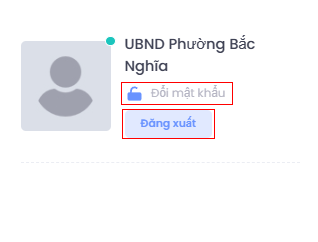 UBND Phường Bắc
Nghĩa
Đổi mật khẩu
Đăng xuất